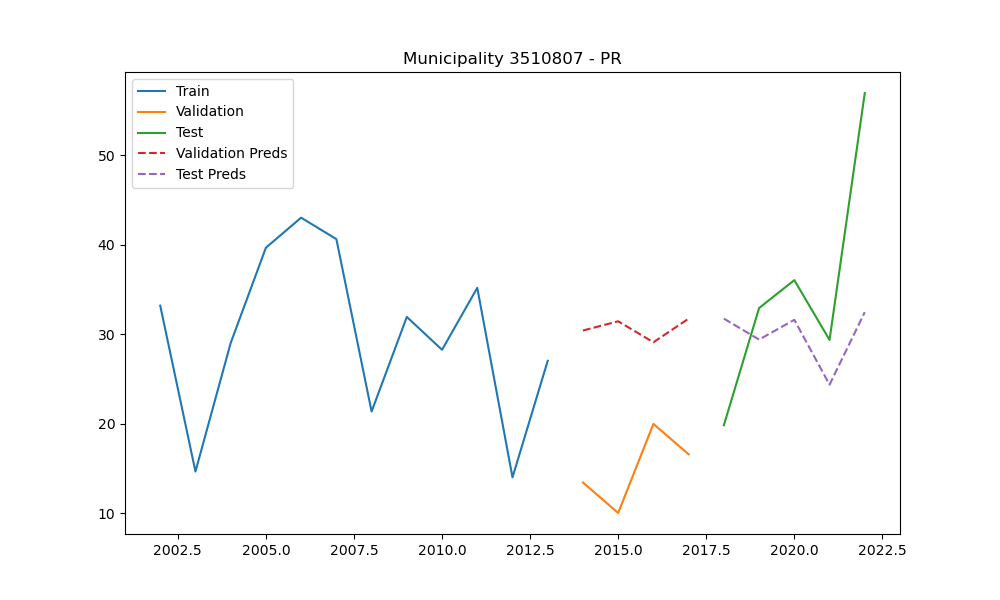 Municipality 3510807 - PR
Train
Validation
Test
Validation Preds
Test Preds
50
40
30
20
10
2002.5 2005.0 2007.5 2010.0 2012.5 2015.0 2017.5 2020.0 2022.5